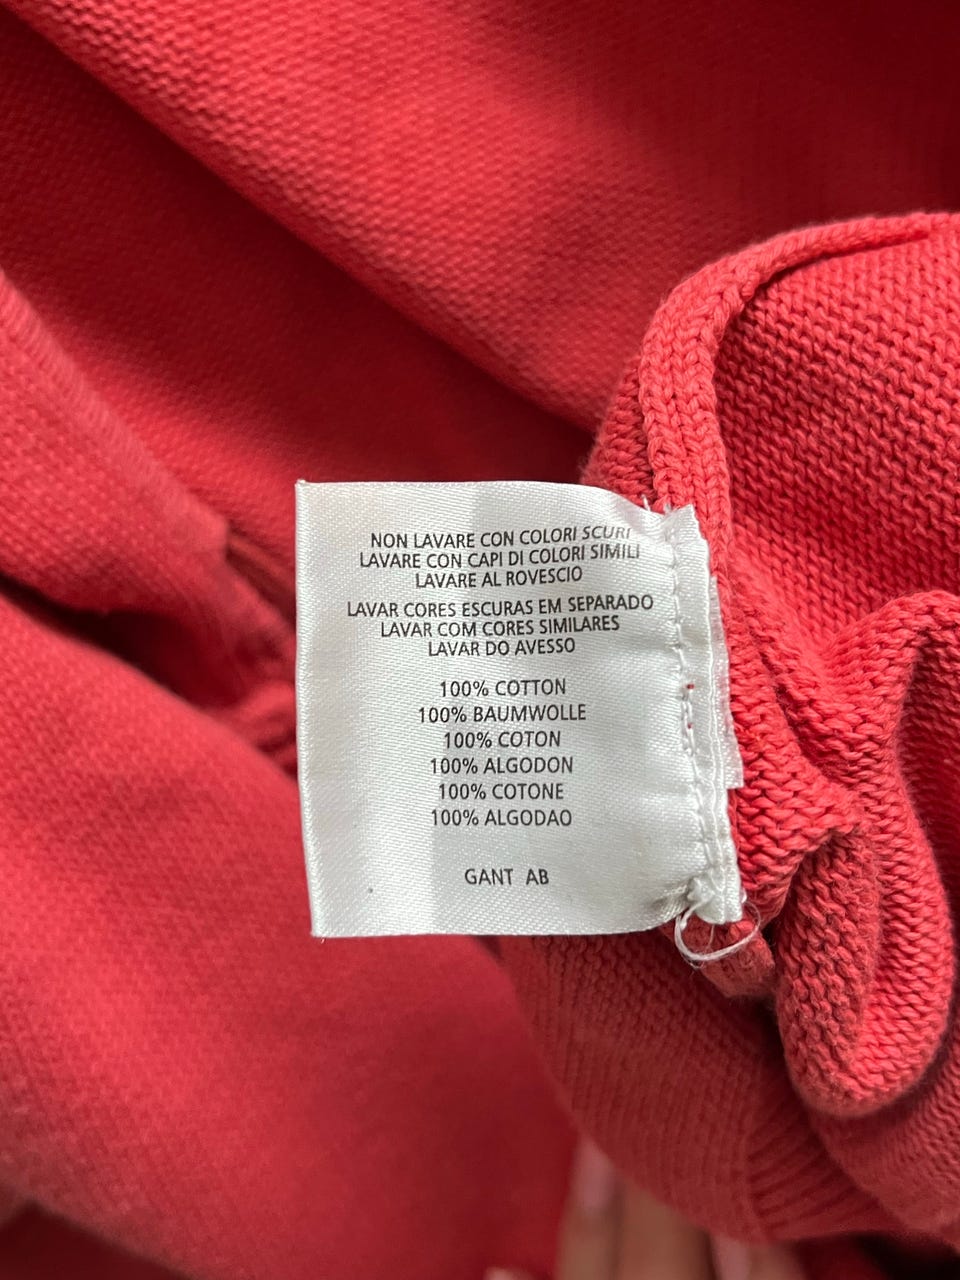 NON LAVARE CON COLORI SCURI
LAVARE CON CAPI DI COLORI SIMILI
LAVARE AL ROVESCIO
LAVAR CORES ESCURAS EM SEPARADO
LAVAR COM CORES SIMILARES
LAVAR DO AVESSO
100% COTTON
100% BAUMWOLLE
100% COTON
100% ALGODON
100% COTONE
100% ALGODAO
GANT AB